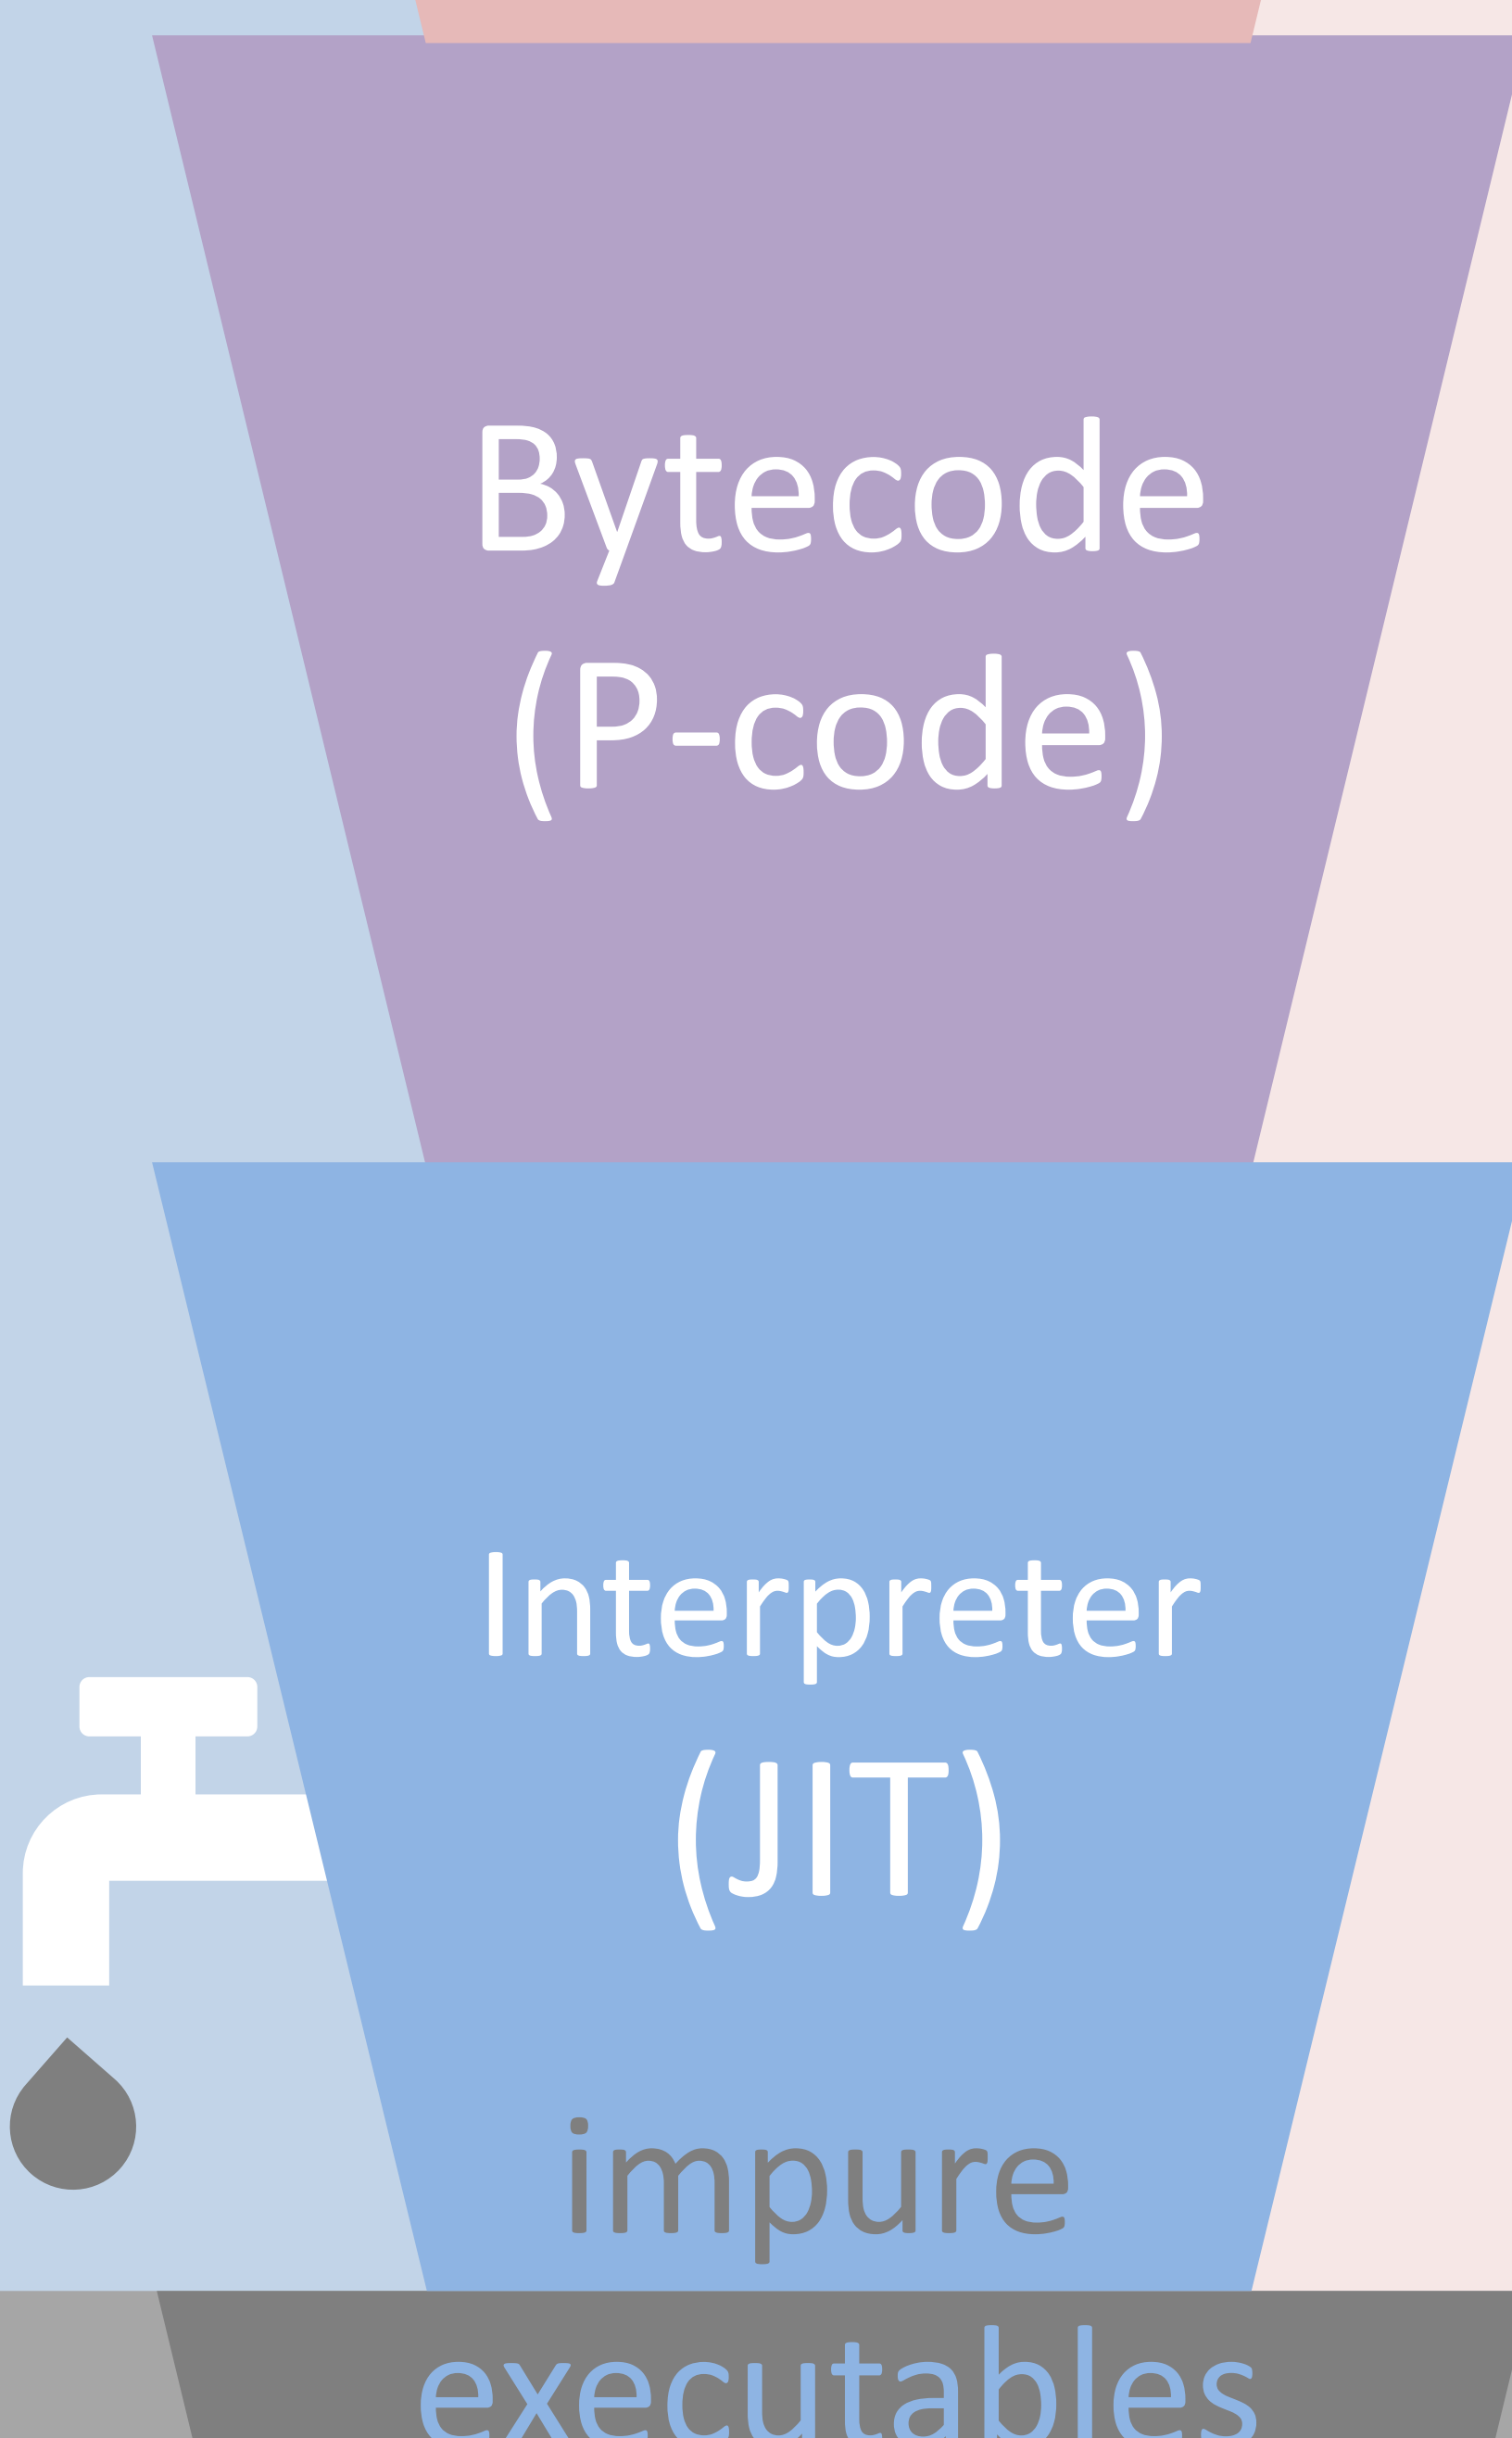 Bytecode
(P-code)
Interpreter
(JIT)
impure
executables